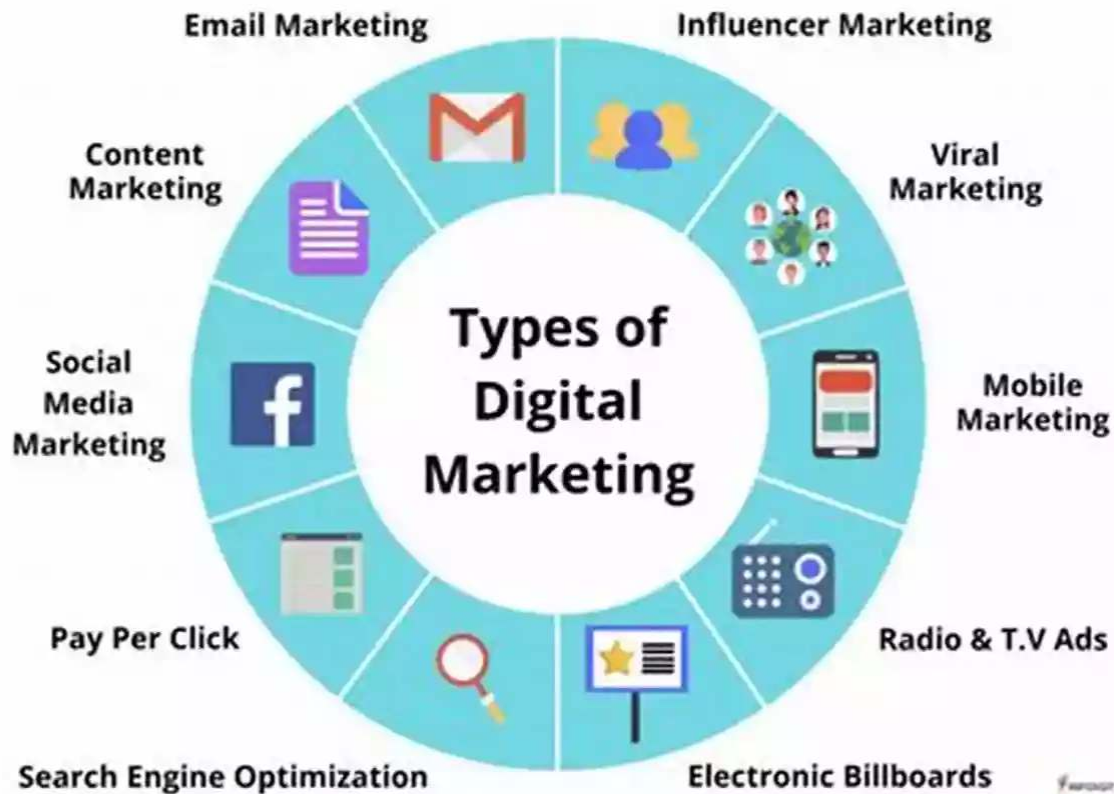 Email Marketing
Influencer Marketing
Content
Marketing
Viral
Marketing
Types of
Digital
Marketing
Social
Media
Marketing
Mobile
Marketing
Pay Per Click
Radio & T.V Ads
Search Engine Optimization
Electronic Billboards